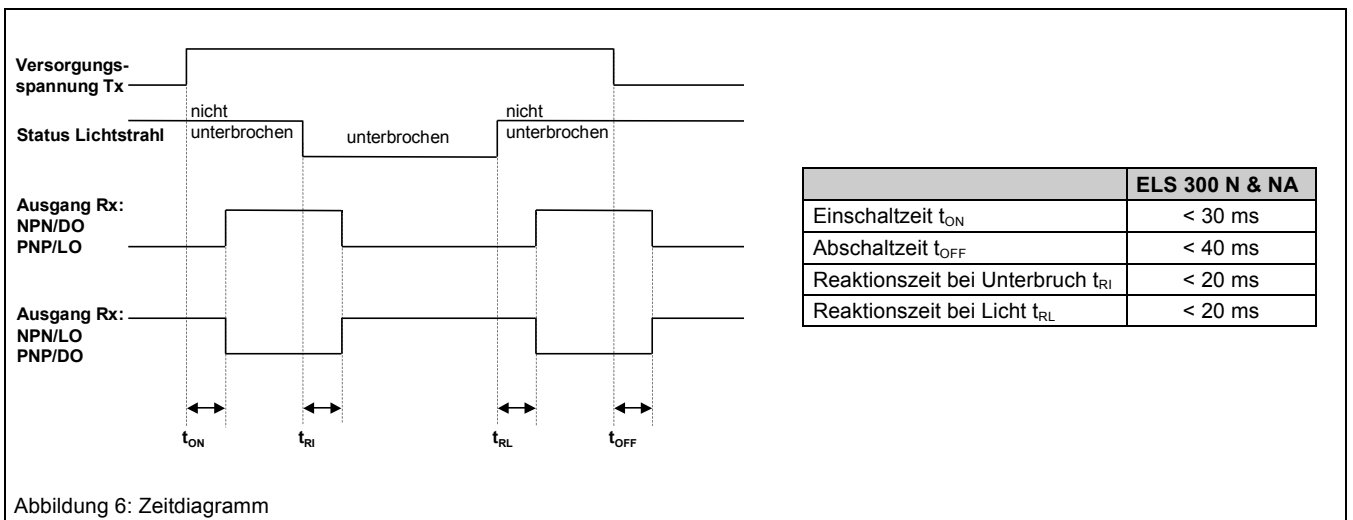 Versorgungs-
spannung Tx
nicht
unterbrochen
unterbrochen
nicht
unterbrochen
Status Lichtstrahl
Ausgang Rx:
NPN/DO
PNP/LO
Ausgang Rx:
NPN/LO
PNP/DO
tON
tRI
tRL
tOFF
ELS 300 N & NA
Einschaltzeit tON < 30 ms
Abschaltzeit tOFF < 40 ms
Reaktionszeit bei Unterbruch tRI < 20 ms
Reaktionszeit bei Licht tRL < 20 ms
Abbildung 6: Zeitdiagramm